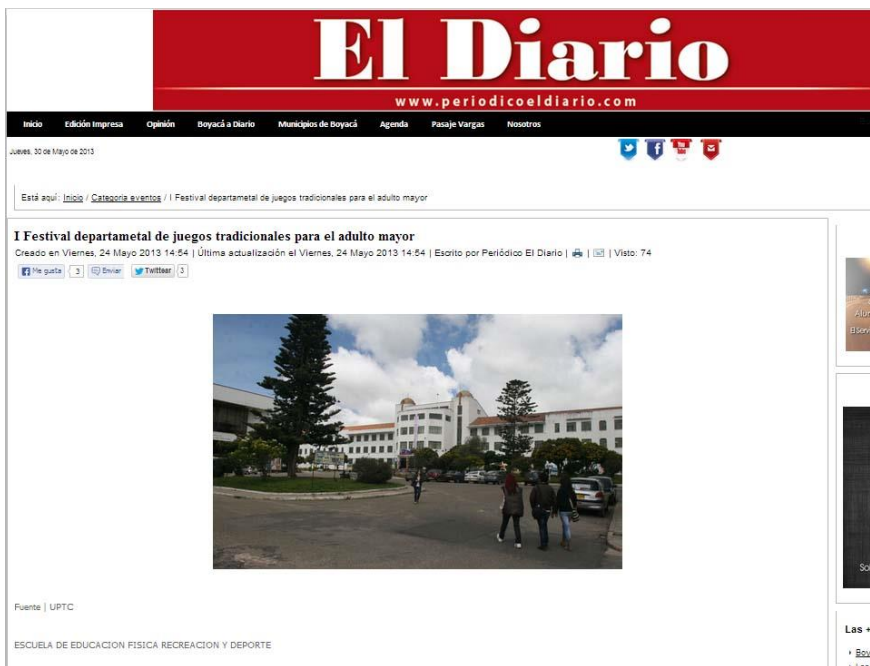 El Diario
www.periodicoeldiario.com
Inicio Edición Impresa Opinión Boyacá a Diario Municipios de Boyacá Agenda Pasaje Vargas Nosotros
Jueves, 30 de Mayo de 2013
Está aquí: Inicio / Categoria eventos / I Festival departametal de juegos tradicionales para el adulto mayor
I Festival departametal de juegos tradicionales para el adulto mayor
Creado en Viernes, 24 Mayo 2013 14:54 | Última actualización el Viernes, 24 Mayo 2013 14:54 | Escrito por Periódico El Diario | | | Visto: 74
Me gusta 3 Enviar Twittear 3
Fuente | UPTC
ESCUELA DE EDUCACION FISICA RECREACION Y DEPORTE
Las +